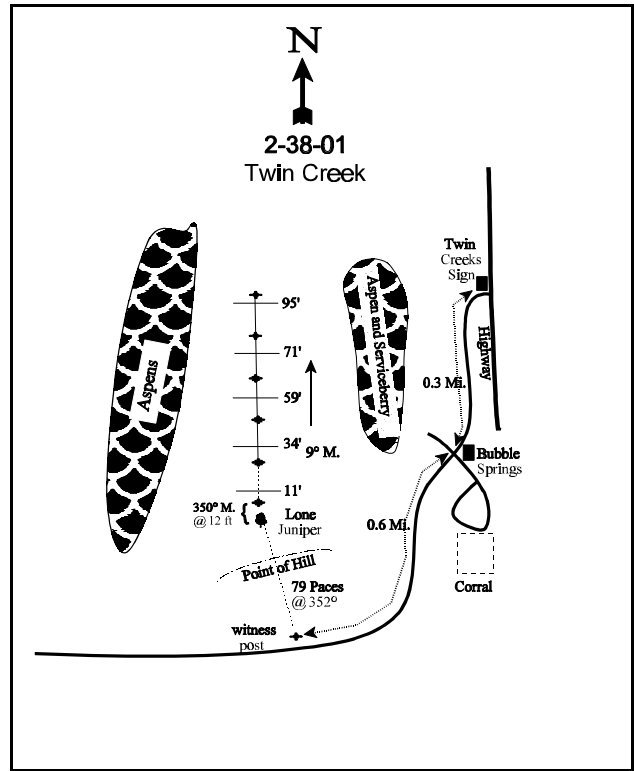 N
2-38-01
Twin Creek
Twin
Creeks
Sign
Highway
Aspens
Aspen and Serviceberry
95'
71'
59'
34'
11'
9° M.
0.3 Mi.
Bubble
Springs
350° M.
@ 12 ft
{
Lone
Juniper
0.6 Mi.
Point of Hill
79 Paces
@ 352°
Corral
witness
post